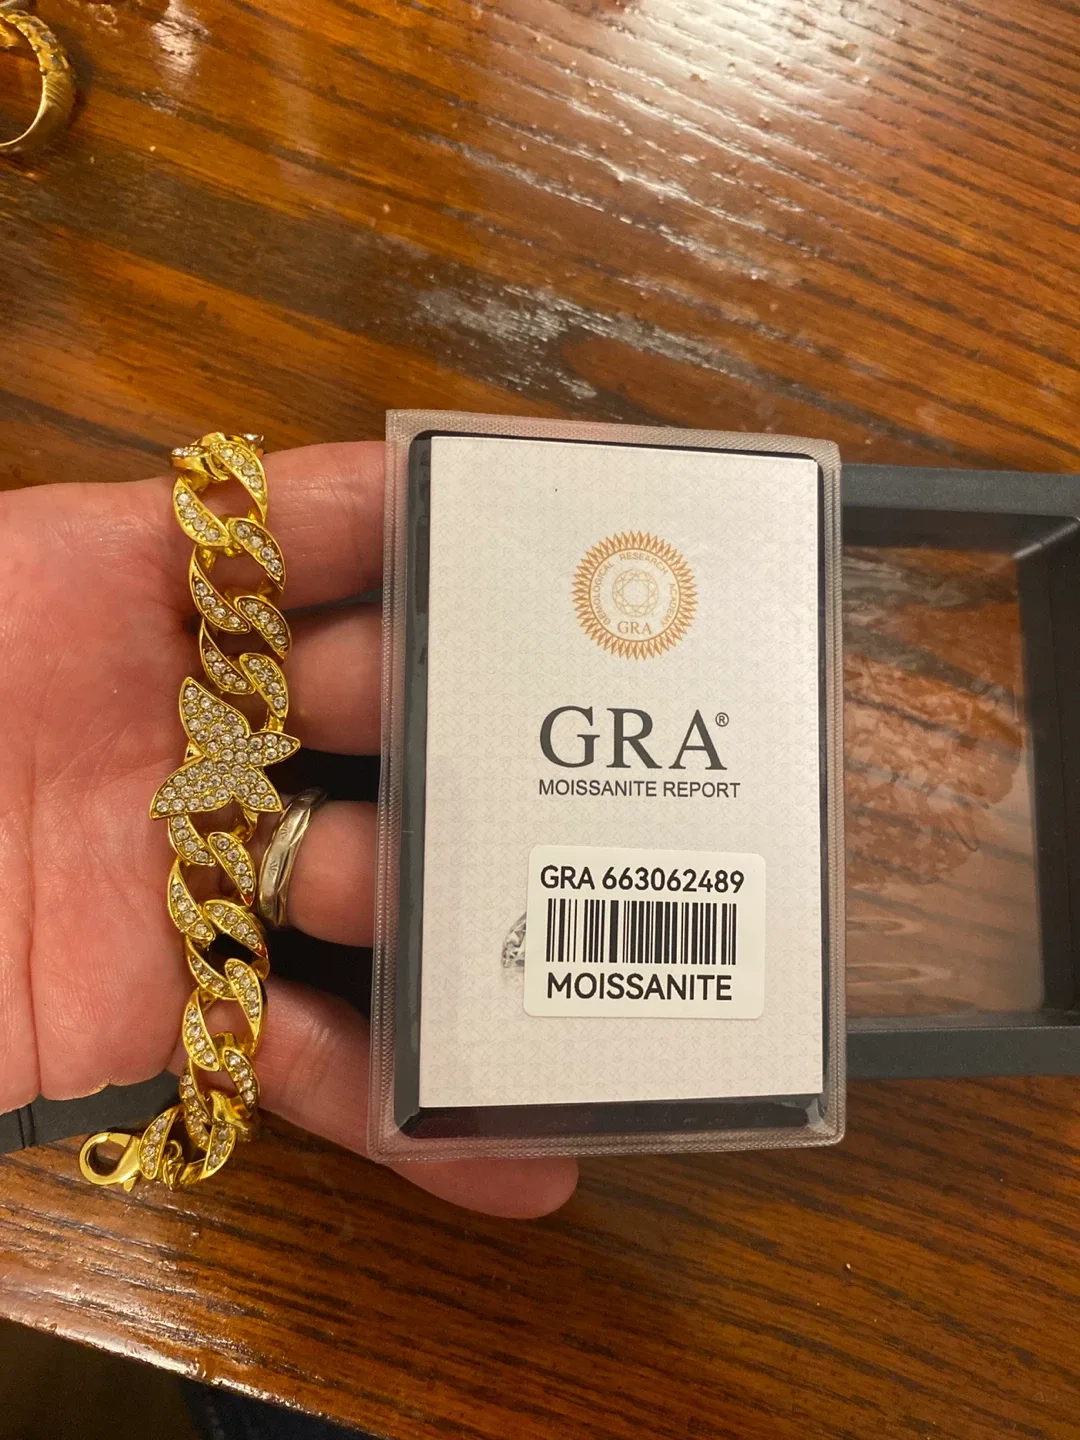 GEMOLOGICAL RESEARCH ACADEMY
GRA
GRA®
MOISSANITE REPORT
GRA 663062489
MOISSANITE